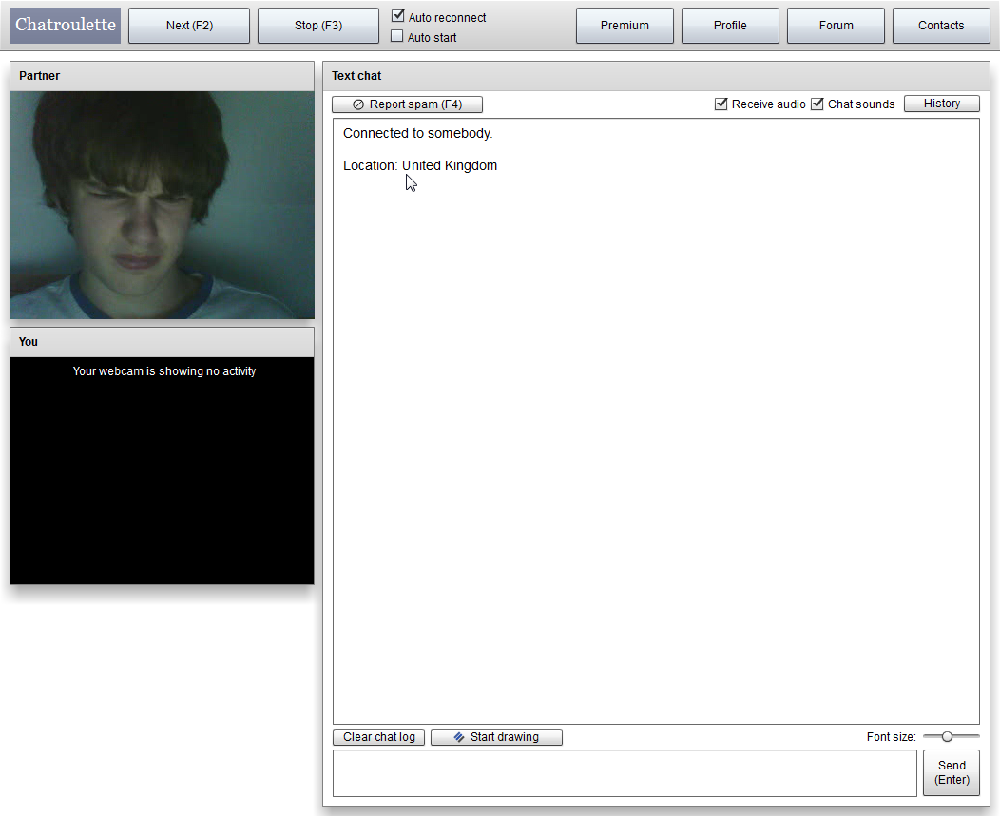 Chatroulette
Next (F2)
Stop (F3)
Auto reconnect
Auto start
Premium
Profile
Forum
Contacts
Partner
You
Your webcam is showing no activity
Text chat
Report spam (F4)
Receive audio
Chat sounds
History
Connected to somebody.
Location: United Kingdom
Clear chat log
Start drawing
Font size:
Send
(Enter)